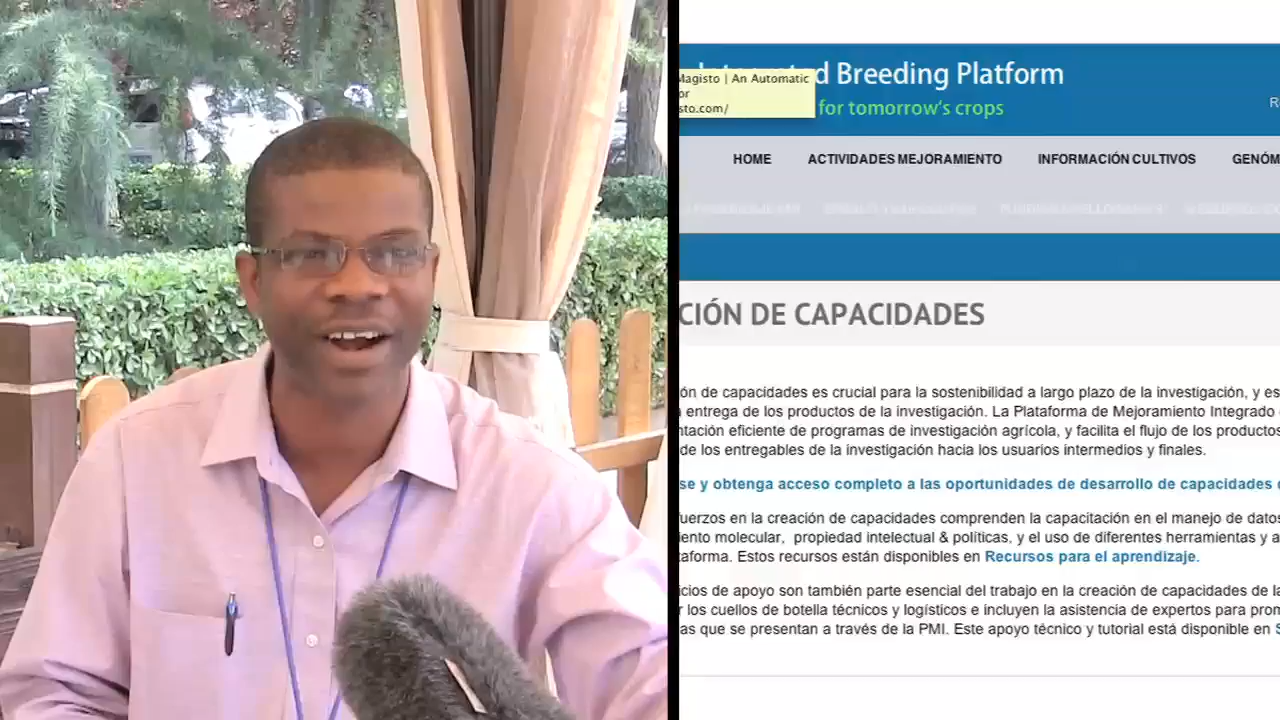 d Breeding Platform
Magisto | An Automatic
or
sto.com/
for tomorrow's crops
R
HOME ACTIVIDADES MEJORAMIENTO INFORMACIÓN CULTIVOS GENÓM
CIÓN DE CAPACIDADES
ón de capacidades es crucial para la sostenibilidad a largo plazo de la investigación, y es
entrega de los productos de la investigación. La Plataforma de Mejoramiento Integrado
ntación eficiente de programas de investigación agrícola, y facilita el flujo de los productos
de los entregables de la investigación hacia los usuarios intermedios y finales.
se y obtenga acceso completo a las oportunidades de desarrollo de capacidades
fuerzos en la creación de capacidades comprenden la capacitación en el manejo de datos
iento molecular, propiedad intelectual & políticas, y el uso de diferentes herramientas y a
taforma. Estos recursos están disponibles en Recursos para el aprendizaje.
icios de apoyo son también parte esencial del trabajo en la creación de capacidades de la
r los cuellos de botella técnicos y logísticos e incluyen la asistencia de expertos para pron
as que se presentan a través de la PMI. Este apoyo técnico y tutorial está disponible en S